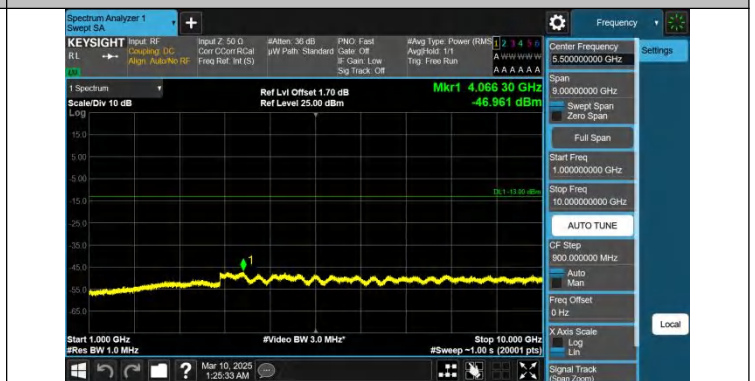 Spectrum Analyzer 1
Swept SA
+
Frequency
KEYSIGHT
RL
Input: RF
Coupling: DC
Align: Auto/No RF
Input Z: 50 Ω
Corr CCorr RCal
Freq Ref: Int (S)
#Atten: 36 dB
µW Path: Standard
PNO: Fast
Gate: Off
IF Gain: Low
Sig Track: Off
#Avg Type: Power (RMS
Avg|Hold: 1/1
Trig: Free Run
1 2 3 4 5 6
A W W W W W
A A A A A A
1 Spectrum
Scale/Div 10 dB
Log
Ref Lvl Offset 1.70 dB
Ref Level 25.00 dBm
Mkr1 4.066 30 GHz
-46.961 dBm
15.0
5.00
-5.00
-15.0
-25.0
-35.0
-45.0
-55.0
-65.0
DL1 -13.00 dBm
1
Start 1.000 GHz
#Res BW 1.0 MHz
#Video BW 3.0 MHz*
Stop 10.000 GHz
#Sweep ~1.00 s (20001 pts)
Center Frequency
5.500000000 GHz
Settings
Span
9.00000000 GHz
Swept Span
Zero Span
Full Span
Start Freq
1.000000000 GHz
Stop Freq
10.000000000 GHz
AUTO TUNE
CF Step
900.000000 MHz
Auto
Man
Freq Offset
0 Hz
X Axis Scale
Log
Lin
Local
Signal Track
(Span Zoom)
?
Mar 10, 2025
1:25:33 AM